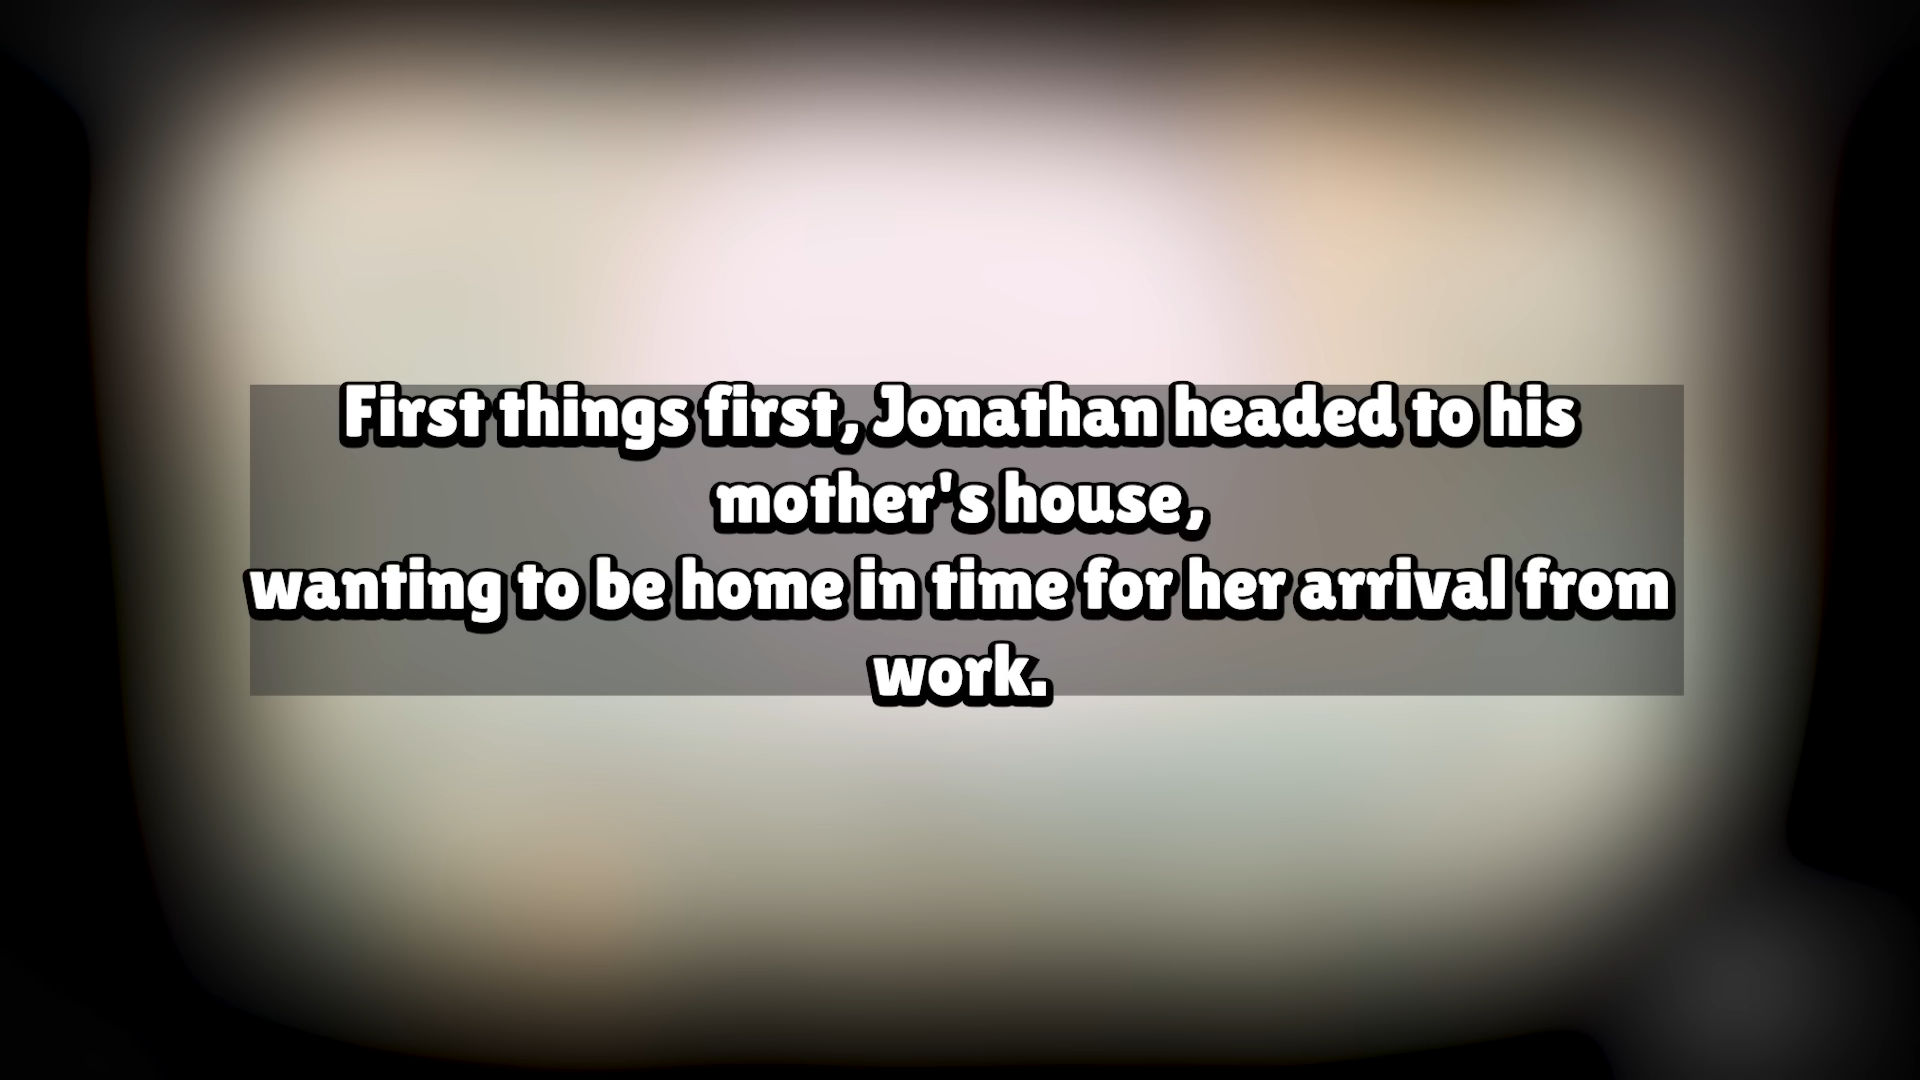 First things first, Jonathan headed to his
mother's house,
wanting to be home in time for her arrival from
work.